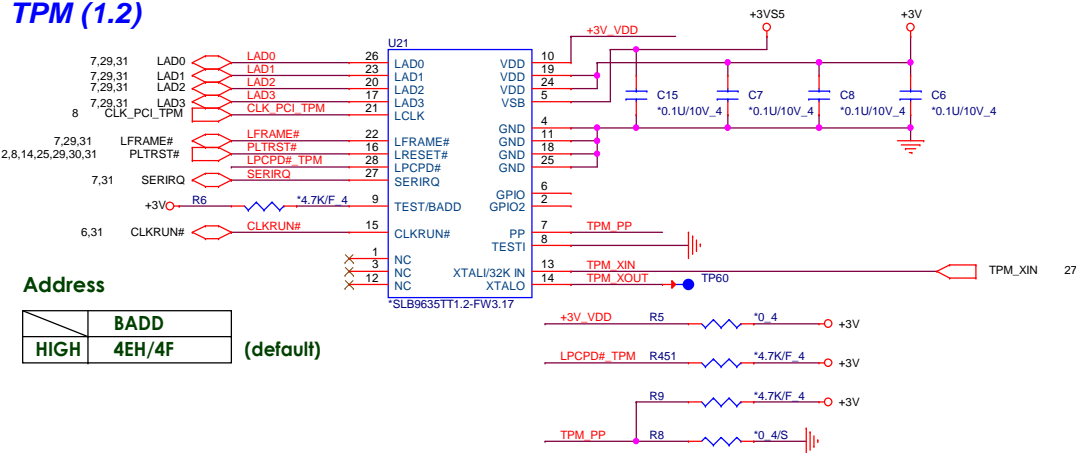 TPM (1.2)
+3VS5 +3V
U21 +3V_VDD
7,29,31 LAD0 LAD0 26 LAD0 VDD 10
7,29,31 LAD1 LAD1 23 LAD1 VDD 19
7,29,31 LAD2 LAD2 20 LAD2 VDD 24
7,29,31 LAD3 LAD3 17 LAD3 VSB 5
8 CLK_PCI_TPM CLK_PCI_TPM 21 LCLK
C15 C7 C8 C6
*0.1U/10V_4 *0.1U/10V_4 *0.1U/10V_4 *0.1U/10V_4
GND 4
7,29,31 LFRAME# LFRAME# 22 LFRAME# GND 11
2,8,14,25,29,30,31 PLTRST# PLTRST# 16 LRESET# GND 18
LPCPD#_TPM 28 LPCPD# GND 25
7,31 SERIRQ SERIRQ 27 SERIRQ
GPIO 6
+3V R6 *4.7K/F_4 9 TEST/BADD GPIO2 2
6,31 CLKRUN# CLKRUN# 15 CLKRUN# PP 7 TPM_PP
TESTI 8
1 NC
3 NC XTALI/32K IN 13 TPM_XIN TPM_XIN 27
12 NC XTALO 14 TPM_XOUT TP60
*SLB9635TT1.2-FW3.17
Address
BADD
HIGH 4EH/4F (default)
+3V_VDD R5 *0_4 +3V
LPCPD#_TPM R451 *4.7K/F_4 +3V
R9 *4.7K/F_4 +3V
TPM_PP R8 *0_4/S